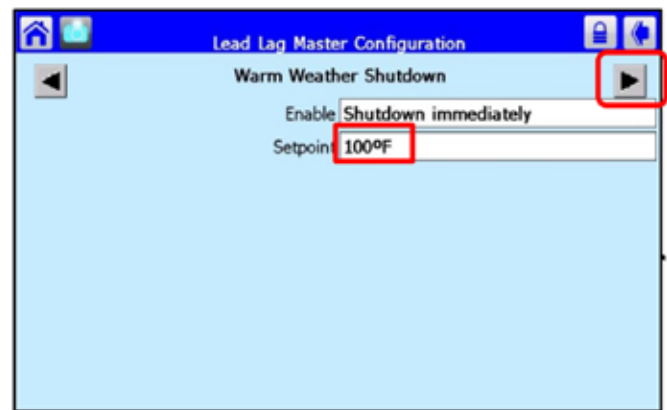 Lead Lag Master Configuration
Warm Weather Shutdown
Enable Shutdown immediately
Setpoint 100ºF